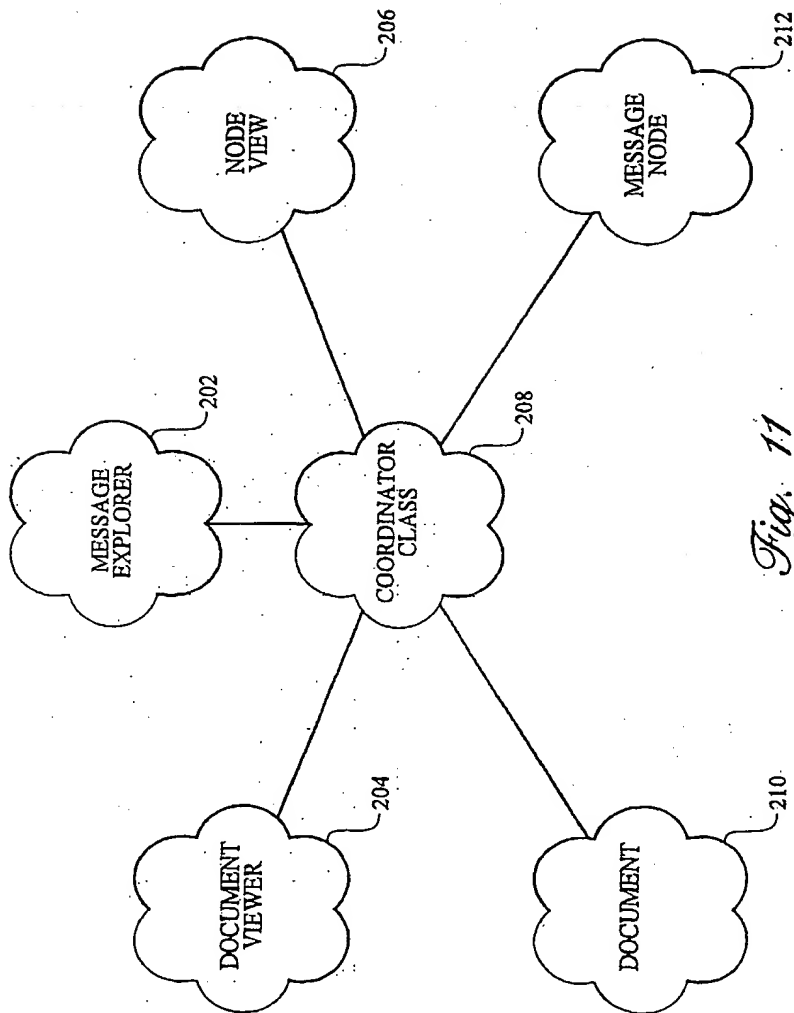 MESSAGE
EXPLORER
202
DOCUMENT
VIEWER
204
NODE
VIEW
206
COORDINATOR
CLASS
208
DOCUMENT
210
MESSAGE
NODE
212
Fig. 11